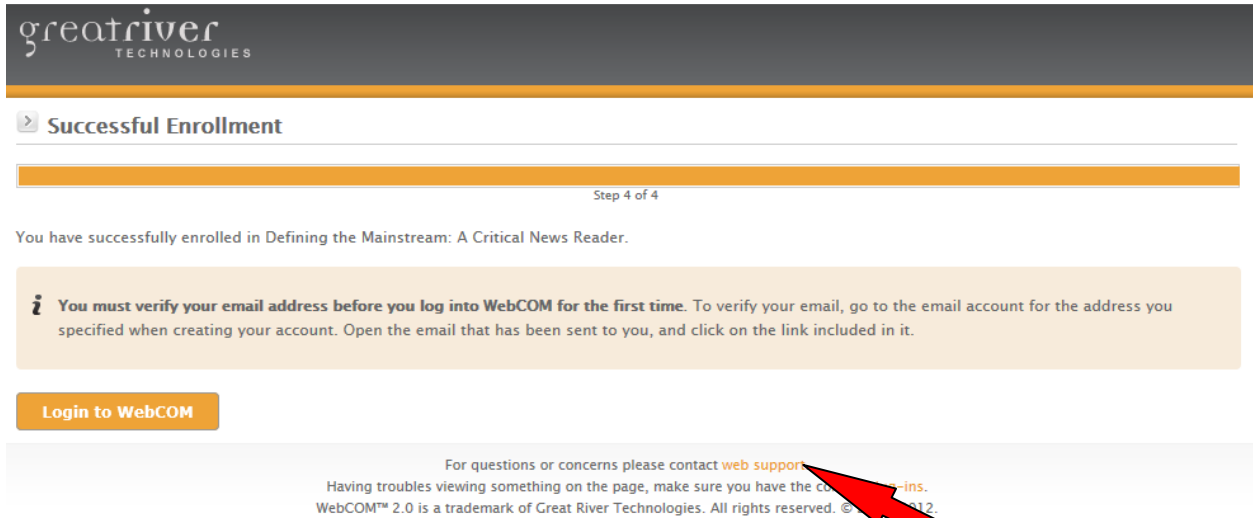 greatriver
TECHNOLOGIES
Successful Enrollment
Step 4 of 4
You have successfully enrolled in Defining the Mainstream: A Critical News Reader.
i You must verify your email address before you log into WebCOM for the first time. To verify your email, go to the email account for the address you
specified when creating your account. Open the email that has been sent to you, and click on the link included in it.
Login to WebCOM
For questions or concerns please contact web support
Having troubles viewing something on the page, make sure you have the -ins.
WebCOM™ 2.0 is a trademark of Great River Technologies. All rights reserved. © 12.